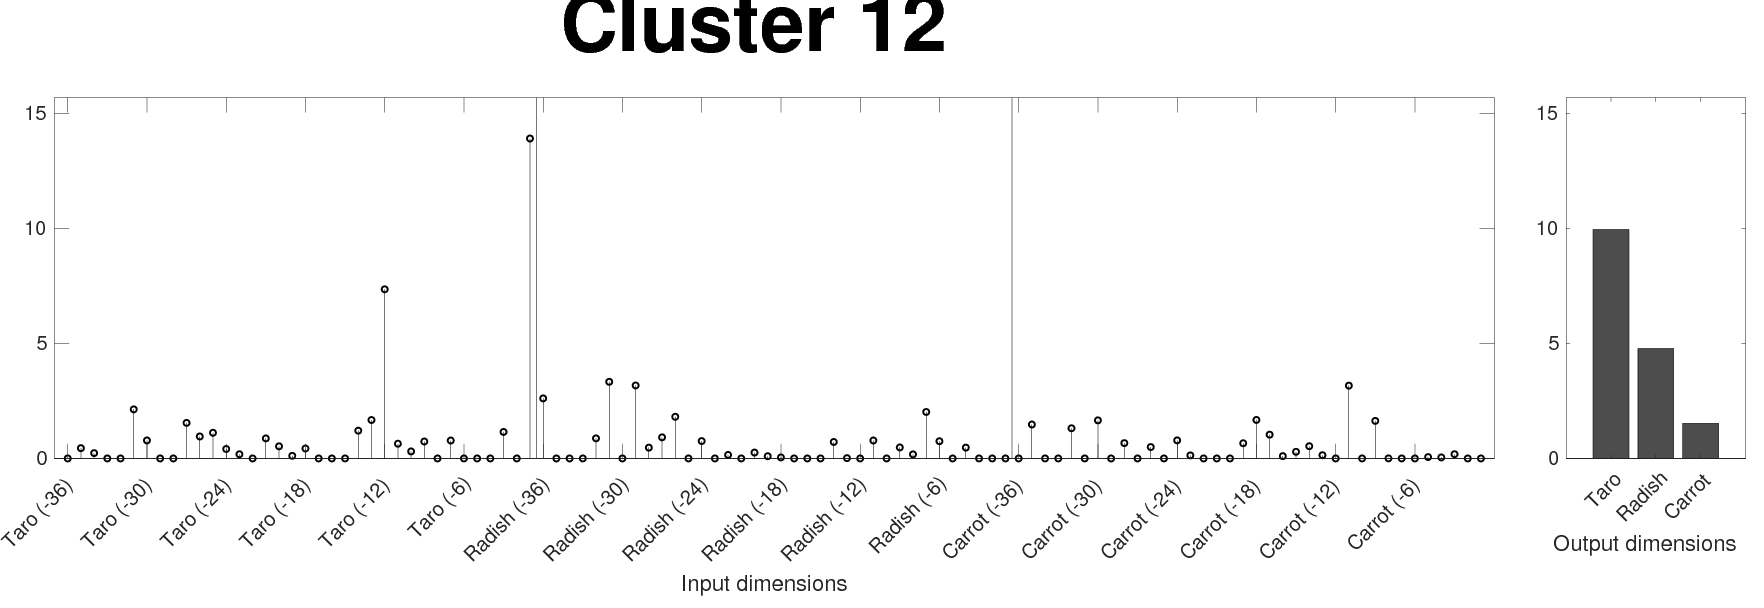 Cluster 12
15
10
5
0
Taro (-36)
Taro (-30)
Taro (-24)
Taro (-18)
Taro (-12)
Taro (-6)
Radish (-36)
Radish (-30)
Radish (-24)
Radish (-18)
Radish (-12)
Radish (-6)
Carrot (-36)
Carrot (-30)
Carrot (-24)
Carrot (-18)
Carrot (-12)
Carrot (-6)
Input dimensions
15
10
5
0
Taro
Radish
Carrot
Output dimensions